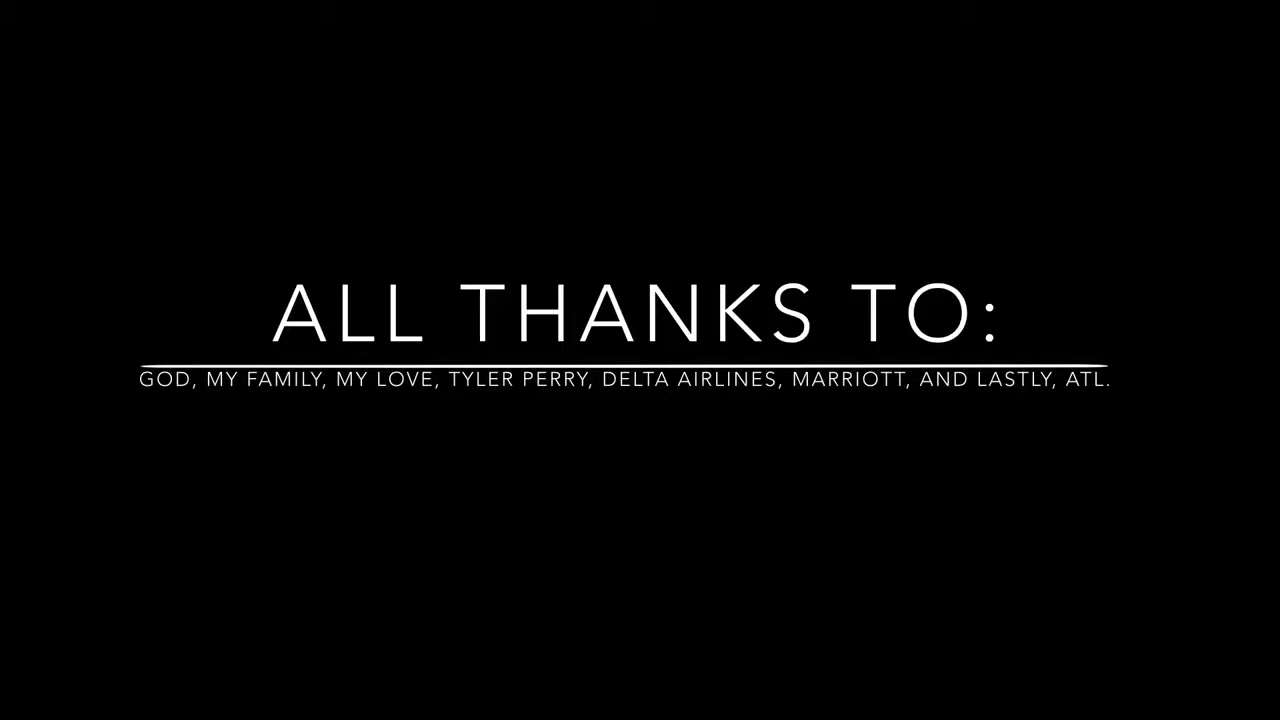 ALL THANKS TO:
GOD, MY FAMILY, MY LOVE, TYLER PERRY, DELTA AIRLINES, MARRIOTT, AND LASTLY, ATL.